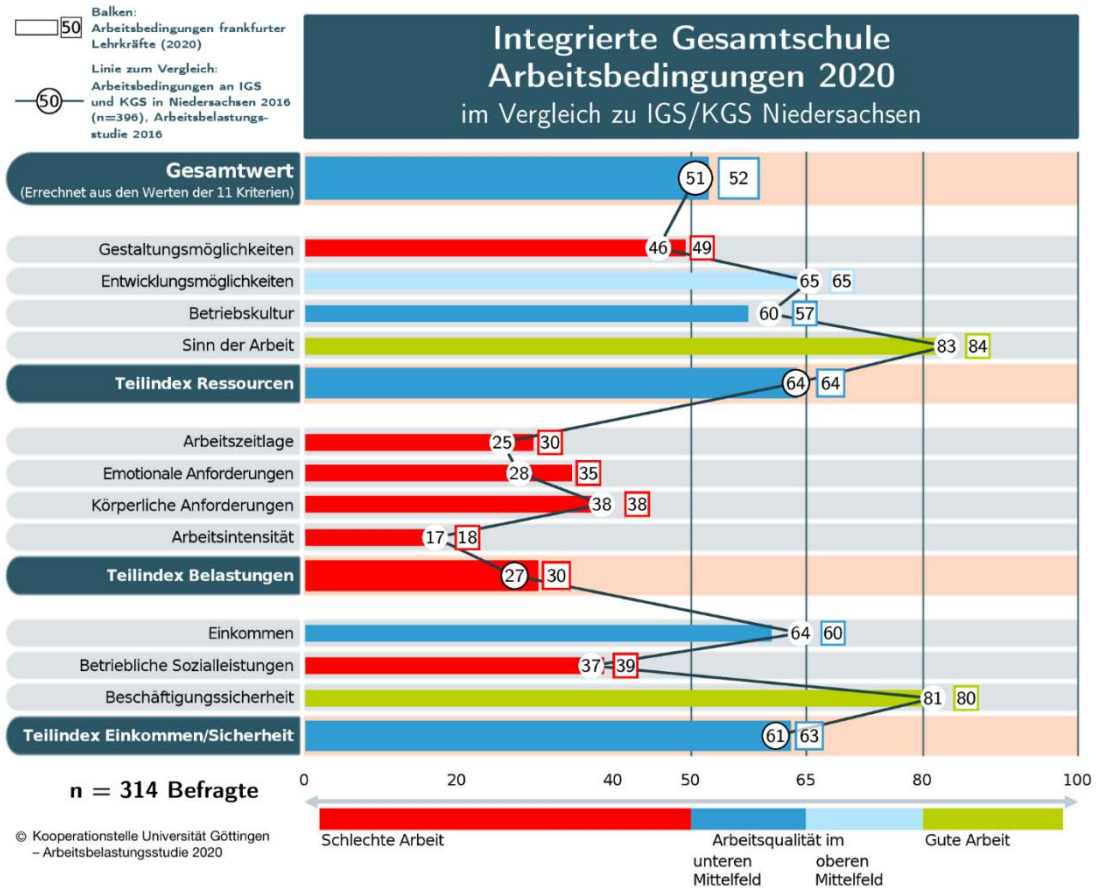 50
Balken:
Arbeitsbedingungen frankfurter
Lehrkräfte (2020)
50
Linie zum Vergleich:
Arbeitsbedingungen an IGS
und KGS in Niedersachsen 2016
(n=396), Arbeitsbelastungs-
studie 2016
Integrierte Gesamtschule
Arbeitsbedingungen 2020
im Vergleich zu IGS/KGS Niedersachsen
Gesamtwert 51 52
(Errechnet aus den Werten der 11 Kriterien)
Gestaltungsmöglichkeiten 46 49
Entwicklungsmöglichkeiten 65 65
Betriebskultur 60 57
Sinn der Arbeit 83 84
Teilindex Ressourcen 64 64
Arbeitszeitlage 25 30
Emotionale Anforderungen 28 35
Körperliche Anforderungen 38 38
Arbeitsintensität 17 18
Teilindex Belastungen 27 30
Einkommen 64 60
Betriebliche Sozialleistungen 37 39
Beschäftigungssicherheit 81 80
Teilindex Einkommen/Sicherheit 61 63
0 20 40 50 65 80 100
n = 314 Befragte
Schlechte Arbeit
Arbeitsqualität im
unteren
Mittelfeld
oberen
Mittelfeld
Gute Arbeit
© Kooperationstelle Universität Göttingen
– Arbeitsbelastungsstudie 2020